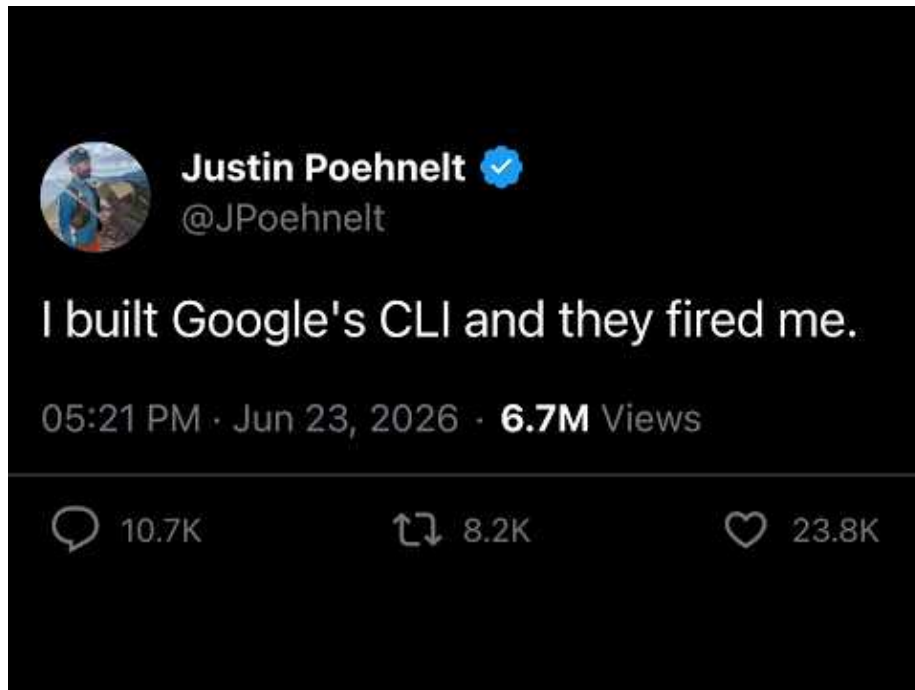 Justin Poehnelt
@JPoehnelt
I built Google's CLI and they fired me.
05:21 PM · Jun 23, 2026 · 6.7M Views
10.7K 8.2K 23.8K